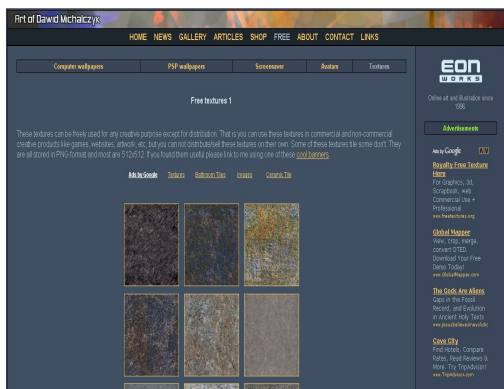 Art of Dawid Michalczyk
HOME NEWS GALLERY ARTICLES SHOP FREE ABOUT CONTACT LINKS
Computer wallpapers PSP wallpapers Screensaver Avatars Textures
Free textures 1
These textures can be freely used for any creative purpose except for distribution. That is you can use these textures in commercial and non-commercial
creative products like games, websites, artwork, etc, but you can not distribute/sell these textures on their own. Some of these textures tile some don't. They
are all stored in PNG format and most are 512x512. If you found them useful please link to me using one of these cool banners.
Ads by Google Textures Bathroom Tiles Images Ceramic Tile
EON
WORKS
Online art and illustration since
1996.
Advertisements
Ads by Google
Royalty Free Texture
Here
For Graphics, 3d,
Scrapbook, web
Commercial Use +
Professional
www.freetextures.org
Global Mapper
View, crop, merge,
convert DTED.
Download Your Free
Demo Today!
www.GlobalMapper.com
The Gods Are Aliens
Gaps in the Fossil
Record, and Evolution
in Ancient Holy Texts
Cave City
Find Hotels, Compare
Rates, Read Reviews &
More. Try TripAdvisor!
www.TripAdvisor.com